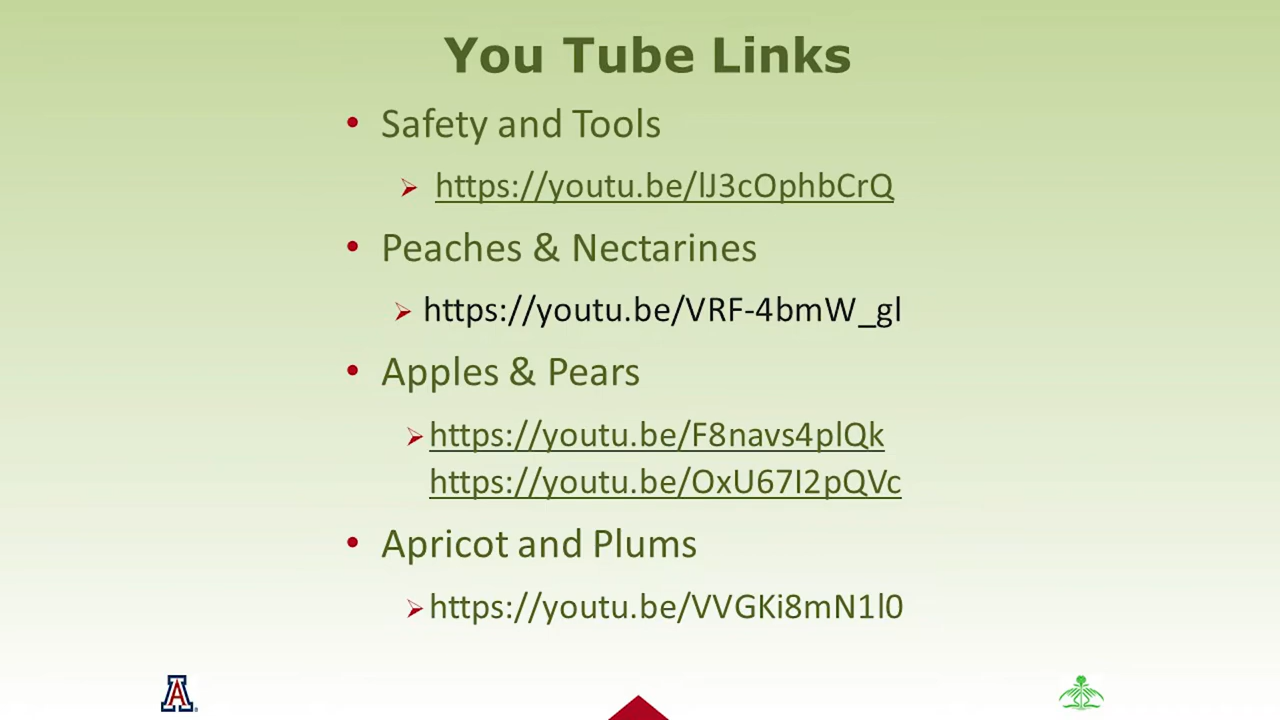 You Tube Links
• Safety and Tools
➢ https://youtu.be/lJ3cOphbCrQ
• Peaches & Nectarines
➢ https://youtu.be/VRF-4bmW_gl
• Apples & Pears
➢ https://youtu.be/F8navs4plQk
https://youtu.be/OxU67I2pQVc
• Apricot and Plums
➢ https://youtu.be/VVGKi8mN1l0
A